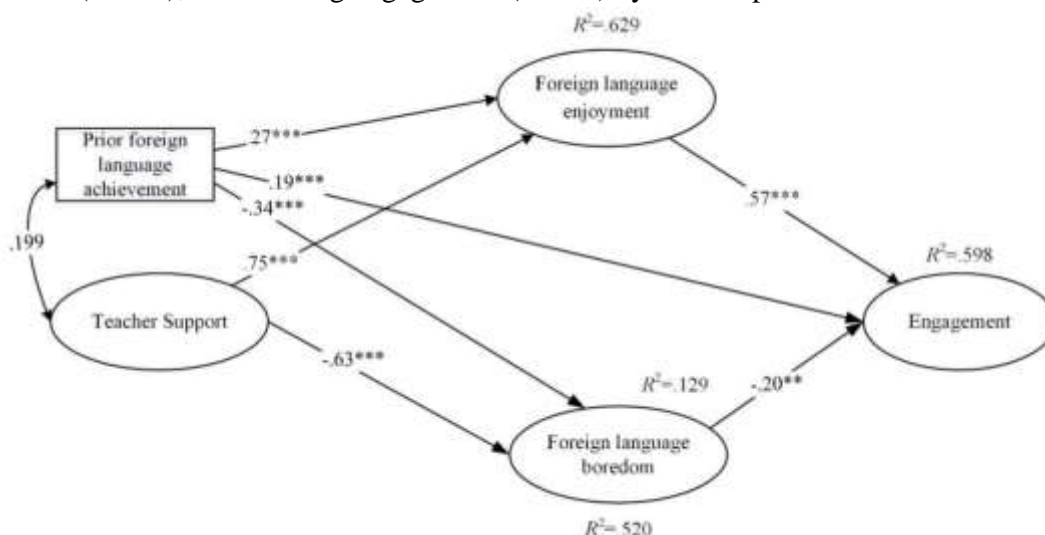 R²=.629
Foreign language
enjoyment
Prior foreign
language
achievement
27***
.19***
-.34***
.57***
.199
.75***
R²=.598
Teacher Support
Engagement
-.63***
R²=.129
-.20**
Foreign language
boredom
R²=.520